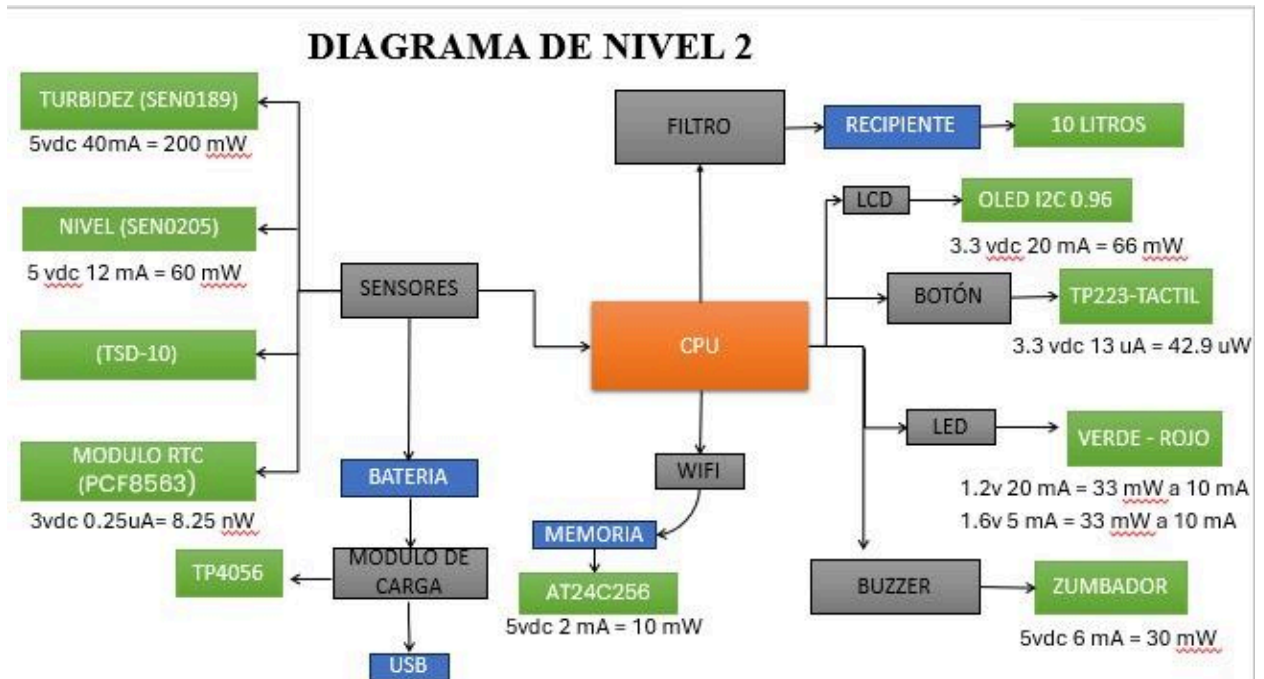 DIAGRAMA DE NIVEL 2
TURBIDEZ (SEN0189)
5vdc 40mA = 200 mW
NIVEL (SEN0205)
5 vdc 12 mA = 60 mW
(TSD-10)
MODULO RTC
(PCF8563)
3vdc 0.25uA= 8.25 nW
SENSORES
BATERIA
MODULO DE
CARGA
TP4056
USB
FILTRO
RECIPIENTE
10 LITROS
CPU
WIFI
MEMORIA
AT24C256
5vdc 2 mA = 10 mW
LCD
OLED I2C 0.96
3.3 vdc 20 mA = 66 mW
BOTÓN
TP223-TACTIL
3.3 vdc 13 uA = 42.9 uW
LED
VERDE - ROJO
1.2v 20 mA = 33 mW a 10 mA
1.6v 5 mA = 33 mW a 10 mA
BUZZER
ZUMBADOR
5vdc 6 mA = 30 mW